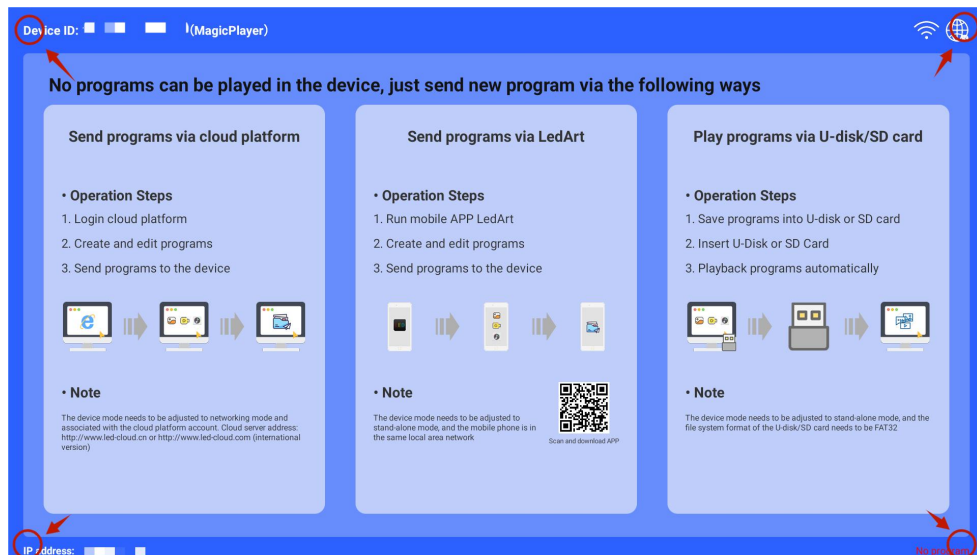 Device ID: (MagicPlayer)
No programs can be played in the device, just send new program via the following ways
Send programs via cloud platform
• Operation Steps
1. Login cloud platform
2. Create and edit programs
3. Send programs to the device
• Note
The device mode needs to be adjusted to networking mode and
associated with the cloud platform account. Cloud server address:
http://www.led-cloud.cn or http://www.led-cloud.com (international
version)
Send programs via LedArt
• Operation Steps
1. Run mobile APP LedArt
2. Create and edit programs
3. Send programs to the device
• Note
The device mode needs to be adjusted to
stand-alone mode, and the mobile phone is in
the same local area network
Scan and download APP
Play programs via U-disk/SD card
• Operation Steps
1. Save programs into U-disk or SD card
2. Insert U-Disk or SD Card
3. Playback programs automatically
• Note
The device mode needs to be adjusted to stand-alone mode, and the
file system format of the U-disk/SD card needs to be FAT32
IP address:
No program